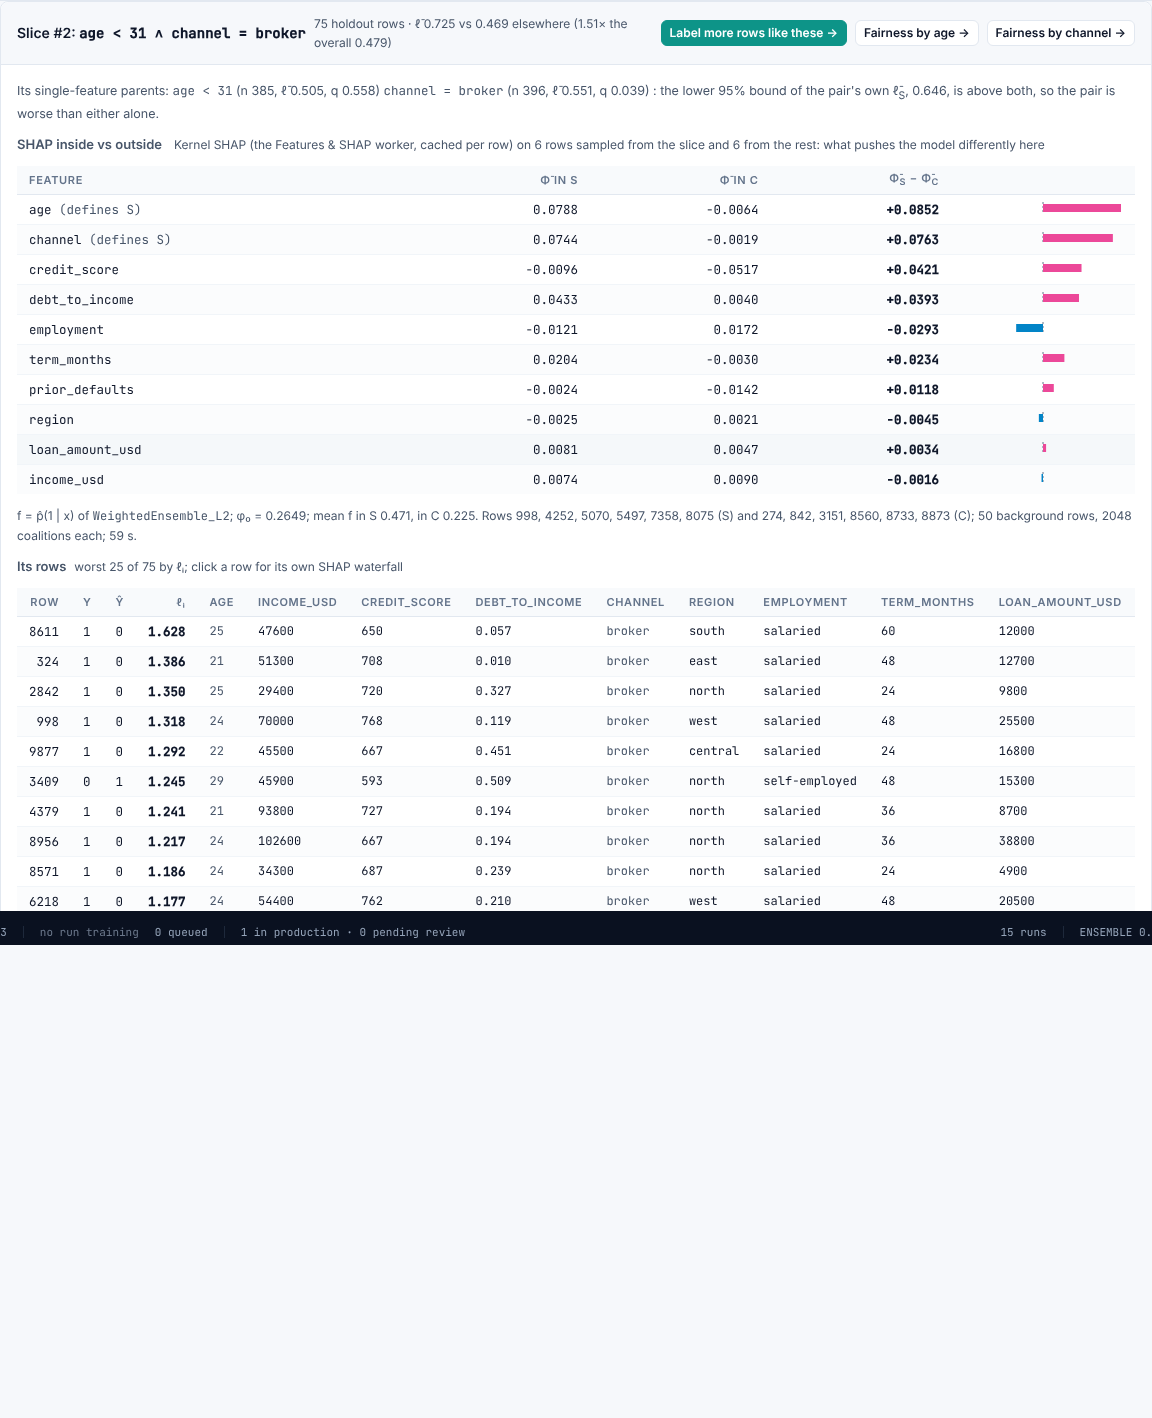 Slice #2: age < 31 ∧ channel = broker
75 holdout rows · ℓ̄ 0.725 vs 0.469 elsewhere (1.51× the overall 0.479)
Label more rows like these →
Fairness by age →
Fairness by channel →
Its single-feature parents: age < 31 (n 385, ℓ̄ 0.505, q 0.558) channel = broker (n 396, ℓ̄ 0.551, q 0.039) : the lower 95% bound of the pair's own ℓ̄S, 0.646, is above both, so the pair is
worse than either alone.
SHAP inside vs outside Kernel SHAP (the Features & SHAP worker, cached per row) on 6 rows sampled from the slice and 6 from the rest: what pushes the model differently here
FEATURE Φ̄ IN S Φ̄ IN C Φ̄S − Φ̄C
age (defines S) 0.0788 -0.0064 +0.0852
channel (defines S) 0.0744 -0.0019 +0.0763
credit_score -0.0096 -0.0517 +0.0421
debt_to_income 0.0433 0.0040 +0.0393
employment -0.0121 0.0172 -0.0293
term_months 0.0204 -0.0030 +0.0234
prior_defaults -0.0024 -0.0142 +0.0118
region -0.0025 0.0021 -0.0045
loan_amount_usd 0.0081 0.0047 +0.0034
income_usd 0.0074 0.0090 -0.0016
f = p̂(1 | x) of WeightedEnsemble_L2; φ₀ = 0.2649; mean f in S 0.471, in C 0.225. Rows 998, 4252, 5070, 5497, 7358, 8075 (S) and 274, 842, 3151, 8560, 8733, 8873 (C); 50 background rows, 2048
coalitions each; 59 s.
Its rows worst 25 of 75 by ℓᵢ; click a row for its own SHAP waterfall
ROW Y Ŷ ℓᵢ AGE INCOME_USD CREDIT_SCORE DEBT_TO_INCOME CHANNEL REGION EMPLOYMENT TERM_MONTHS LOAN_AMOUNT_USD
8611 1 0 1.628 25 47600 650 0.057 broker south salaried 60 12000
324 1 0 1.386 21 51300 708 0.010 broker east salaried 48 12700
2842 1 0 1.350 25 29400 720 0.327 broker north salaried 24 9800
998 1 0 1.318 24 70000 768 0.119 broker west salaried 48 25500
9877 1 0 1.292 22 45500 667 0.451 broker central salaried 24 16800
3409 0 1 1.245 29 45900 593 0.509 broker north self-employed 48 15300
4379 1 0 1.241 21 93800 727 0.194 broker north salaried 36 8700
8956 1 0 1.217 24 102600 667 0.194 broker north salaried 36 38800
8571 1 0 1.186 24 34300 687 0.239 broker north salaried 24 4900
6218 1 0 1.177 24 54400 762 0.210 broker west salaried 48 20500
3 no run training 0 queued 1 in production · 0 pending review 15 runs ENSEMBLE 0.